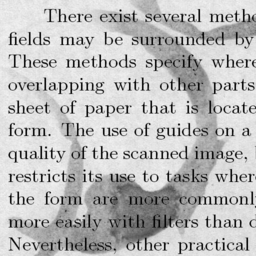 There exist several metho
fields may be surrounded by
These methods specify where
overlapping with other parts
sheet of paper that is locate
form. The use of guides on a
quality of the scanned image,
restricts its use to tasks wher
the form are more commonly
more easily with filters than d
Nevertheless, other practical